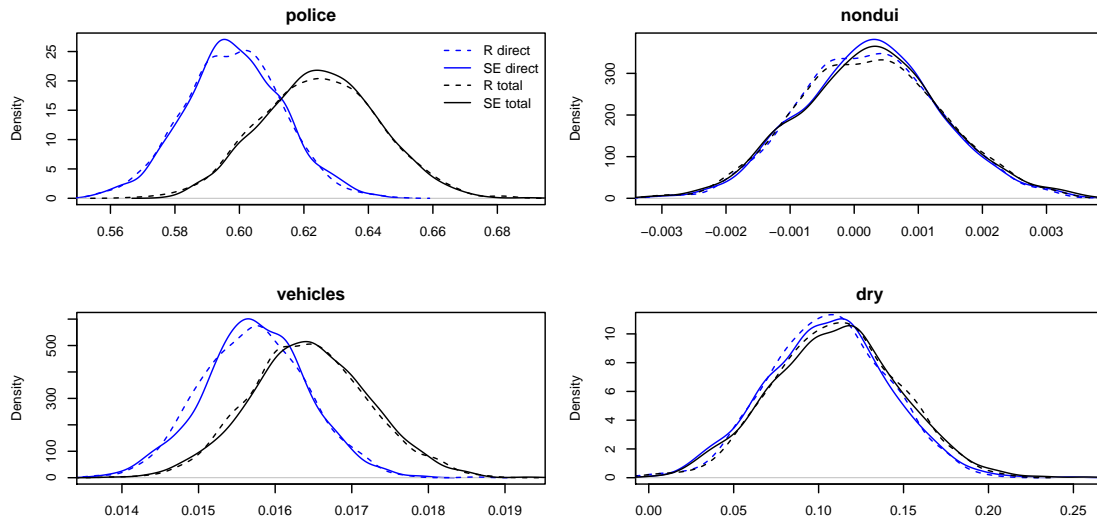 police
Density
0 5 10 15 20 25
0.56 0.58 0.60 0.62 0.64 0.66 0.68
R direct
SE direct
R total
SE total
nondui
Density
0 100 200 300
−0.003 −0.002 −0.001 0.000 0.001 0.002 0.003
vehicles
Density
0 100 300 500
0.014 0.015 0.016 0.017 0.018 0.019
dry
Density
0 2 4 6 8 10
0.00 0.05 0.10 0.15 0.20 0.25